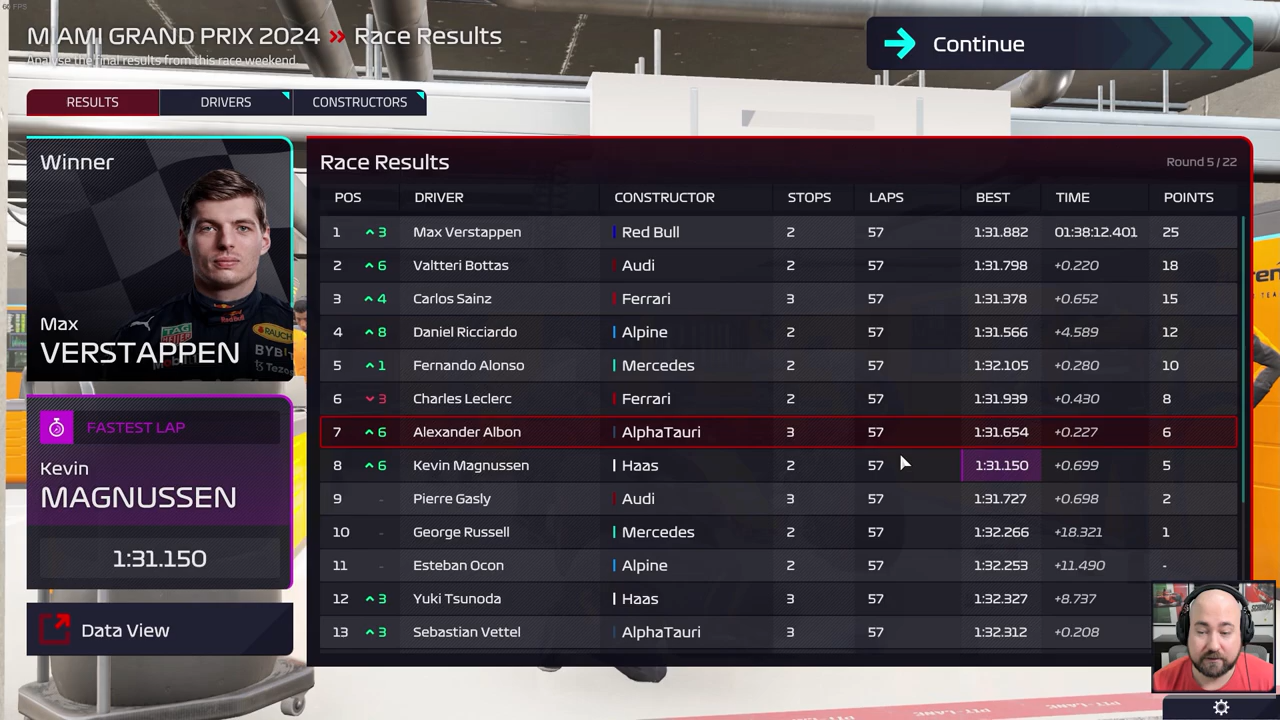 60 FPS
MIAMI GRAND PRIX 2024 » Race Results
Analyse the final results from this race weekend
Continue
RESULTS DRIVERS CONSTRUCTORS
Winner
Max
VERSTAPPEN
TAG
HEUER
FASTEST LAP
Kevin
MAGNUSSEN
1:31.150
Data View
Race Results
Round 5 / 22
POS DRIVER CONSTRUCTOR STOPS LAPS BEST TIME POINTS
1 3 Max Verstappen Red Bull 2 57 1:31.882 01:38:12.401 25
2 6 Valtteri Bottas Audi 2 57 1:31.798 +0.220 18
3 4 Carlos Sainz Ferrari 3 57 1:31.378 +0.652 15
4 8 Daniel Ricciardo Alpine 2 57 1:31.566 +4.589 12
5 1 Fernando Alonso Mercedes 2 57 1:32.105 +0.280 10
6 3 Charles Leclerc Ferrari 2 57 1:31.939 +0.430 8
7 6 Alexander Albon AlphaTauri 3 57 1:31.654 +0.227 6
8 6 Kevin Magnussen Haas 2 57 1:31.150 +0.699 5
9 - Pierre Gasly Audi 3 57 1:31.727 +0.698 2
10 - George Russell Mercedes 2 57 1:32.266 +18.321 1
11 - Esteban Ocon Alpine 2 57 1:32.253 +11.490 -
12 3 Yuki Tsunoda Haas 3 57 1:32.327 +8.737
13 3 Sebastian Vettel AlphaTauri 3 57 1:32.312 +0.208
PIT-LANE PIT-LANE